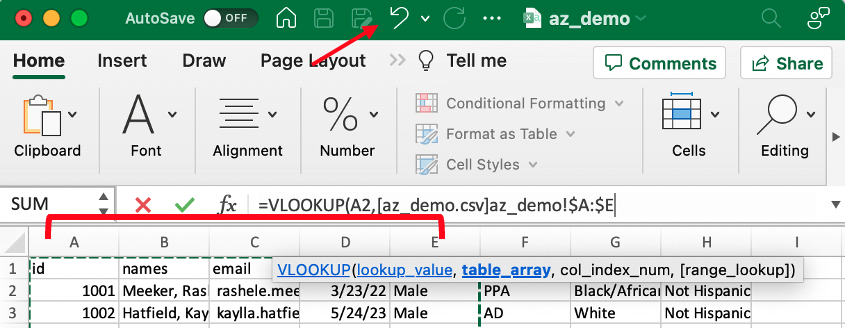 AutoSave OFF az_demo
Home Insert Draw Page Layout Tell me Comments Share
Conditional Formatting
Format as Table
Cell Styles
Clipboard Font Alignment Number Cells Editing
SUM fx =VLOOKUP(A2,[az_demo.csv]az_demo!$A:$E
A B C D E F G H I
1 id names email
VLOOKUP(lookup_value, table_array, col_index_num, [range_lookup])
2 1001 Meeker, Ras rashele.mee 3/23/22 Male PPA Black/African Not Hispanic
3 1002 Hatfield, Kay kaylla.hatfie 5/24/23 Male AD White Not Hispanic